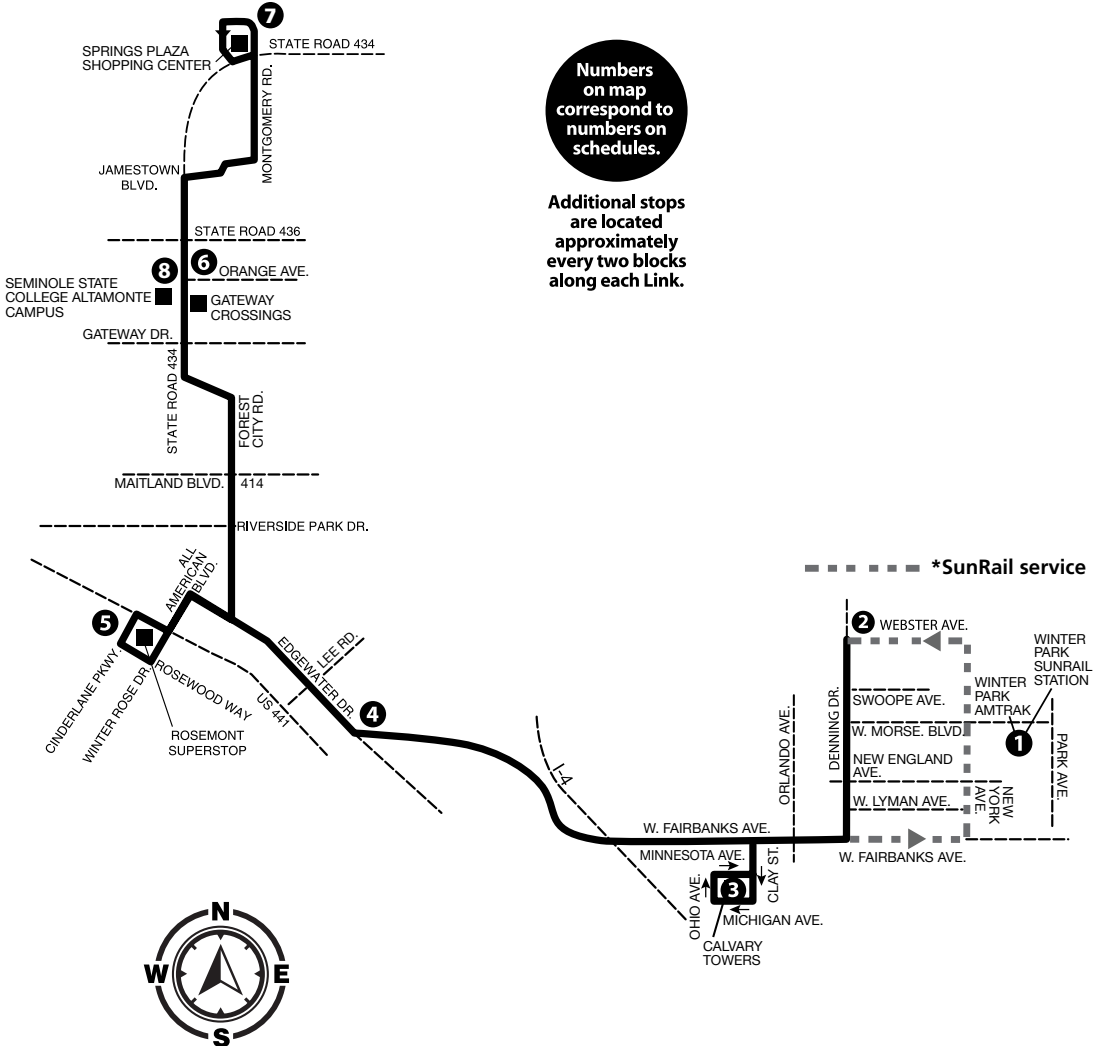 7
SPRINGS PLAZA
SHOPPING CENTER
STATE ROAD 434
MONTGOMERY RD.
JAMESTOWN
BLVD.
STATE ROAD 436
8
6
ORANGE AVE.
SEMINOLE STATE
COLLEGE ALTAMONTE
CAMPUS
GATEWAY
CROSSINGS
GATEWAY DR.
STATE ROAD 434
FOREST
CITY RD.
MAITLAND BLVD.
414
RIVERSIDE PARK DR.
ALL
AMERICAN
BLVD.
5
CINDERLANE PKWY.
WINTER ROSE DR.
ROSEWOOD WAY
ROSEMONT
SUPERSTOP
US 441
EDGEWATER DR.
LEE RD.
4
Numbers
on map
correspond to
numbers on
schedules.
Additional stops
are located
approximately
every two blocks
along each Link.
*SunRail service
2
WEBSTER AVE.
WINTER
PARK
SUNRAIL
STATION
WINTER
PARK
AMTRAK
1
SWOOPE AVE.
W. MORSE. BLVD.
NEW ENGLAND
AVE.
W. LYMAN AVE.
NEW
YORK
AVE.
PARK AVE.
DENNING DR.
ORLANDO AVE.
I-4
W. FAIRBANKS AVE.
W. FAIRBANKS AVE.
MINNESOTA AVE.
CLAY ST.
OHIO AVE.
3
MICHIGAN AVE.
CALVARY
TOWERS
N
W
E
S